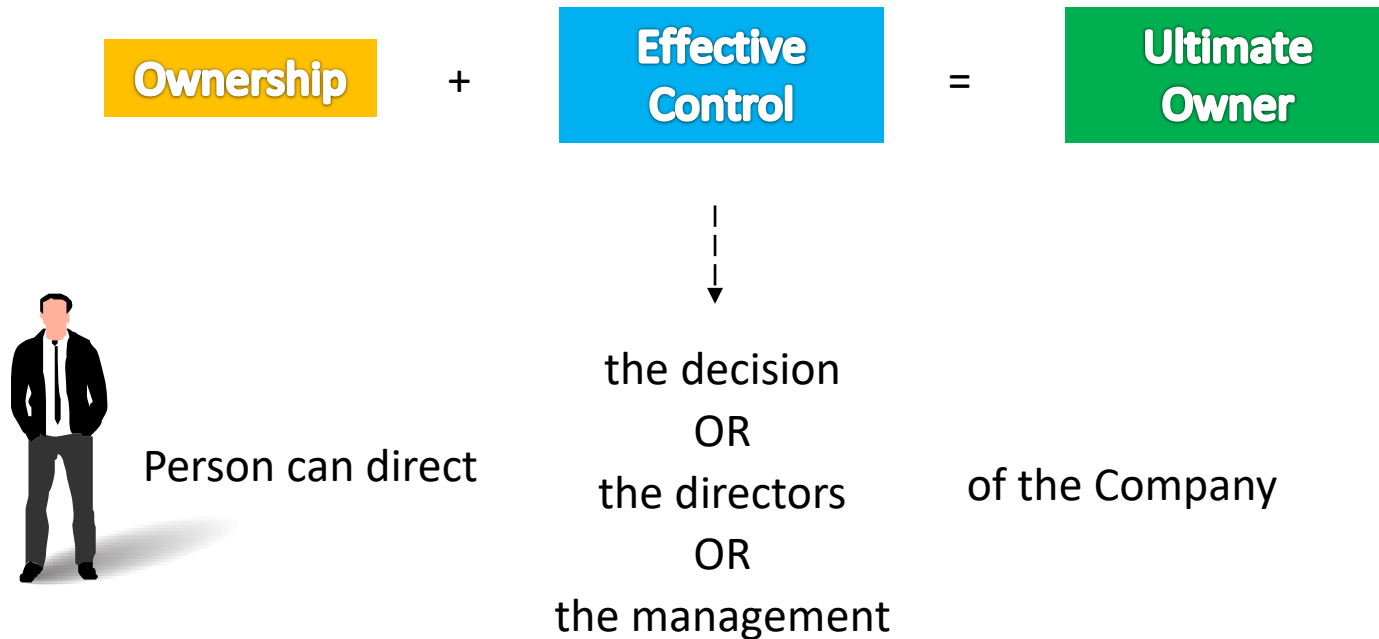 Ownership + Effective Control = Ultimate Owner
the decision
OR
Person can direct the directors of the Company
OR
the management